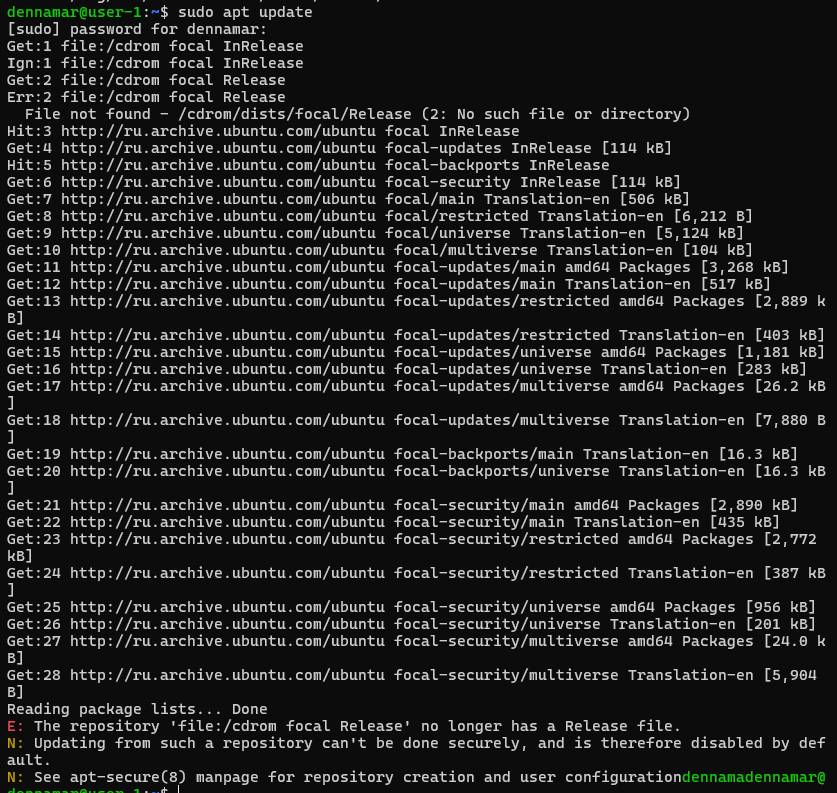 dennamar@user-1:~$ sudo apt update
[sudo] password for dennamar:
Get:1 file:/cdrom focal InRelease
Ign:1 file:/cdrom focal InRelease
Get:2 file:/cdrom focal Release
Err:2 file:/cdrom focal Release
  File not found - /cdrom/dists/focal/Release (2: No such file or directory)
Hit:3 http://ru.archive.ubuntu.com/ubuntu focal InRelease
Get:4 http://ru.archive.ubuntu.com/ubuntu focal-updates InRelease [114 kB]
Hit:5 http://ru.archive.ubuntu.com/ubuntu focal-backports InRelease
Get:6 http://ru.archive.ubuntu.com/ubuntu focal-security InRelease [114 kB]
Get:7 http://ru.archive.ubuntu.com/ubuntu focal/main Translation-en [506 kB]
Get:8 http://ru.archive.ubuntu.com/ubuntu focal/restricted Translation-en [6,212 B]
Get:9 http://ru.archive.ubuntu.com/ubuntu focal/universe Translation-en [5,124 kB]
Get:10 http://ru.archive.ubuntu.com/ubuntu focal/multiverse Translation-en [104 kB]
Get:11 http://ru.archive.ubuntu.com/ubuntu focal-updates/main amd64 Packages [3,268 kB]
Get:12 http://ru.archive.ubuntu.com/ubuntu focal-updates/main Translation-en [517 kB]
Get:13 http://ru.archive.ubuntu.com/ubuntu focal-updates/restricted amd64 Packages [2,889 k
B]
Get:14 http://ru.archive.ubuntu.com/ubuntu focal-updates/restricted Translation-en [403 kB]
Get:15 http://ru.archive.ubuntu.com/ubuntu focal-updates/universe amd64 Packages [1,181 kB]
Get:16 http://ru.archive.ubuntu.com/ubuntu focal-updates/universe Translation-en [283 kB]
Get:17 http://ru.archive.ubuntu.com/ubuntu focal-updates/multiverse amd64 Packages [26.2 kB
]
Get:18 http://ru.archive.ubuntu.com/ubuntu focal-updates/multiverse Translation-en [7,880 B
]
Get:19 http://ru.archive.ubuntu.com/ubuntu focal-backports/main Translation-en [16.3 kB]
Get:20 http://ru.archive.ubuntu.com/ubuntu focal-backports/universe Translation-en [16.3 kB
]
Get:21 http://ru.archive.ubuntu.com/ubuntu focal-security/main amd64 Packages [2,890 kB]
Get:22 http://ru.archive.ubuntu.com/ubuntu focal-security/main Translation-en [435 kB]
Get:23 http://ru.archive.ubuntu.com/ubuntu focal-security/restricted amd64 Packages [2,772
kB]
Get:24 http://ru.archive.ubuntu.com/ubuntu focal-security/restricted Translation-en [387 kB
]
Get:25 http://ru.archive.ubuntu.com/ubuntu focal-security/universe amd64 Packages [956 kB]
Get:26 http://ru.archive.ubuntu.com/ubuntu focal-security/universe Translation-en [201 kB]
Get:27 http://ru.archive.ubuntu.com/ubuntu focal-security/multiverse amd64 Packages [24.0 k
B]
Get:28 http://ru.archive.ubuntu.com/ubuntu focal-security/multiverse Translation-en [5,904
B]
Reading package lists... Done
E: The repository 'file:/cdrom focal Release' no longer has a Release file.
N: Updating from such a repository can't be done securely, and is therefore disabled by def
ault.
N: See apt-secure(8) manpage for repository creation and user configurationdennamadennamar@
dennamar@user-1:~$